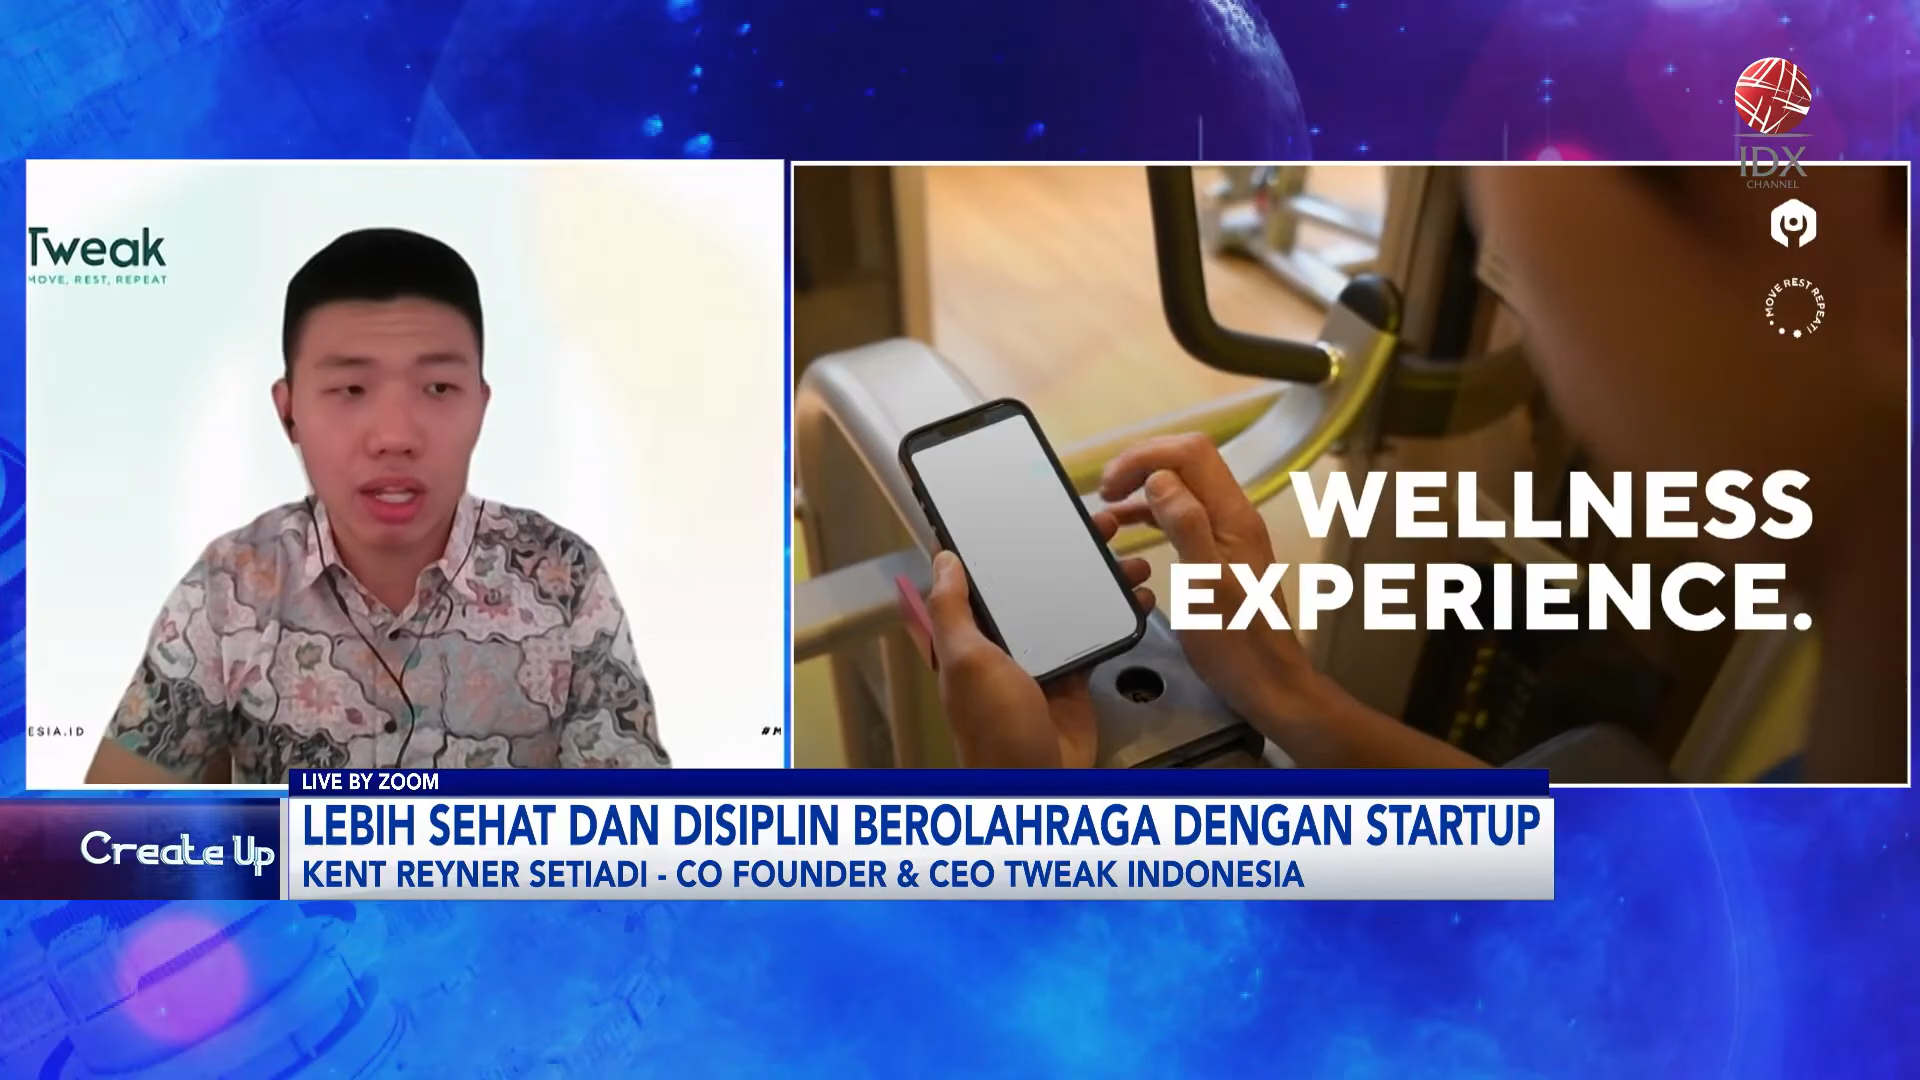 IDX
CHANNEL
Tweak
MOVE, REST, REPEAT
• MOVE REST REPEAT!
WELLNESS
EXPERIENCE.
ESIA.ID
#M
LIVE BY ZOOM
Create Up
LEBIH SEHAT DAN DISIPLIN BEROLAHRAGA DENGAN STARTUP
KENT REYNER SETIADI - CO FOUNDER & CEO TWEAK INDONESIA